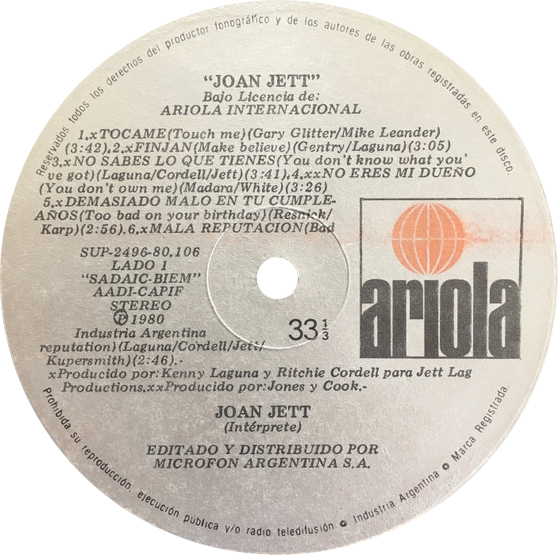 Reservados todos los derechos del productor fonográfico y de los autores de las obras registradas en este disco.
"JOAN JETT"
Bajo Licencia de:
ARIOLA INTERNACIONAL
1.xTOCAME(Touch me)(Gary Glitter/Mike Leander)
(3:42).2.xFINJAN(Make believe)(Gentry/Laguna)(3:05)
3.xNO SABES LO QUE TIENES(You don't know what you'
ve got)(Laguna/Cordell/Jett)(3:41).4.xxNO ERES MI DUEÑO
(You don't own me)(Madara/White)(3:26)
5.xDEMASIADO MALO EN TU CUMPLE-
AÑOS(Too bad on your birthday)(Resnick/
Karp)(2:56).6.xMALA REPUTACION(Bad
SUP-2496-80.106
LADO 1
"SADAIC-BIEM"
AADI-CAPIF
STEREO
℗ 1980
Industria Argentina
reputation)(Laguna/Cordell/Jett/
Kupersmith)(2:46).-
33 1/3
ariola
xProducido por:Kenny Laguna y Ritchie Cordell para Jett Lag
Productions.xxProducido por:Jones y Cook.-
JOAN JETT
(Intérprete)
EDITADO Y DISTRIBUIDO POR
MICROFON ARGENTINA S.A.
Prohibida su reproducción, ejecución pública y/o radio teledifusión • Industria Argentina • Marca Registrada.